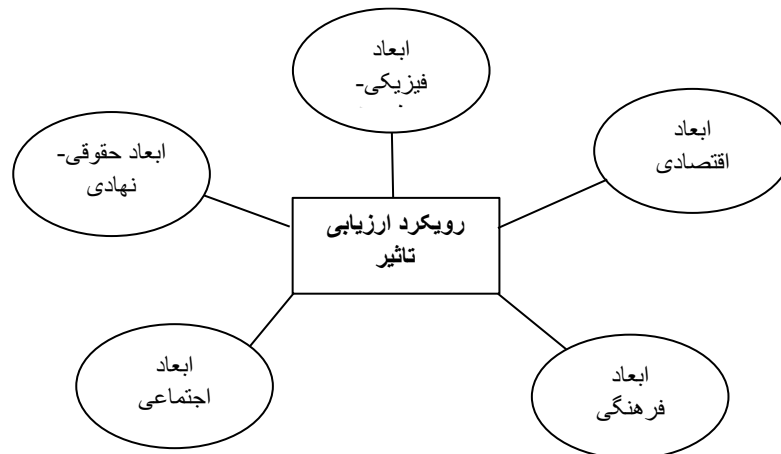 ابعاد
فیزیکی-
ابعاد
اقتصادی
ابعاد حقوقی-
نهادی
رویکرد ارزیابی
تاثیر
ابعاد
اجتماعی
ابعاد
فرهنگی